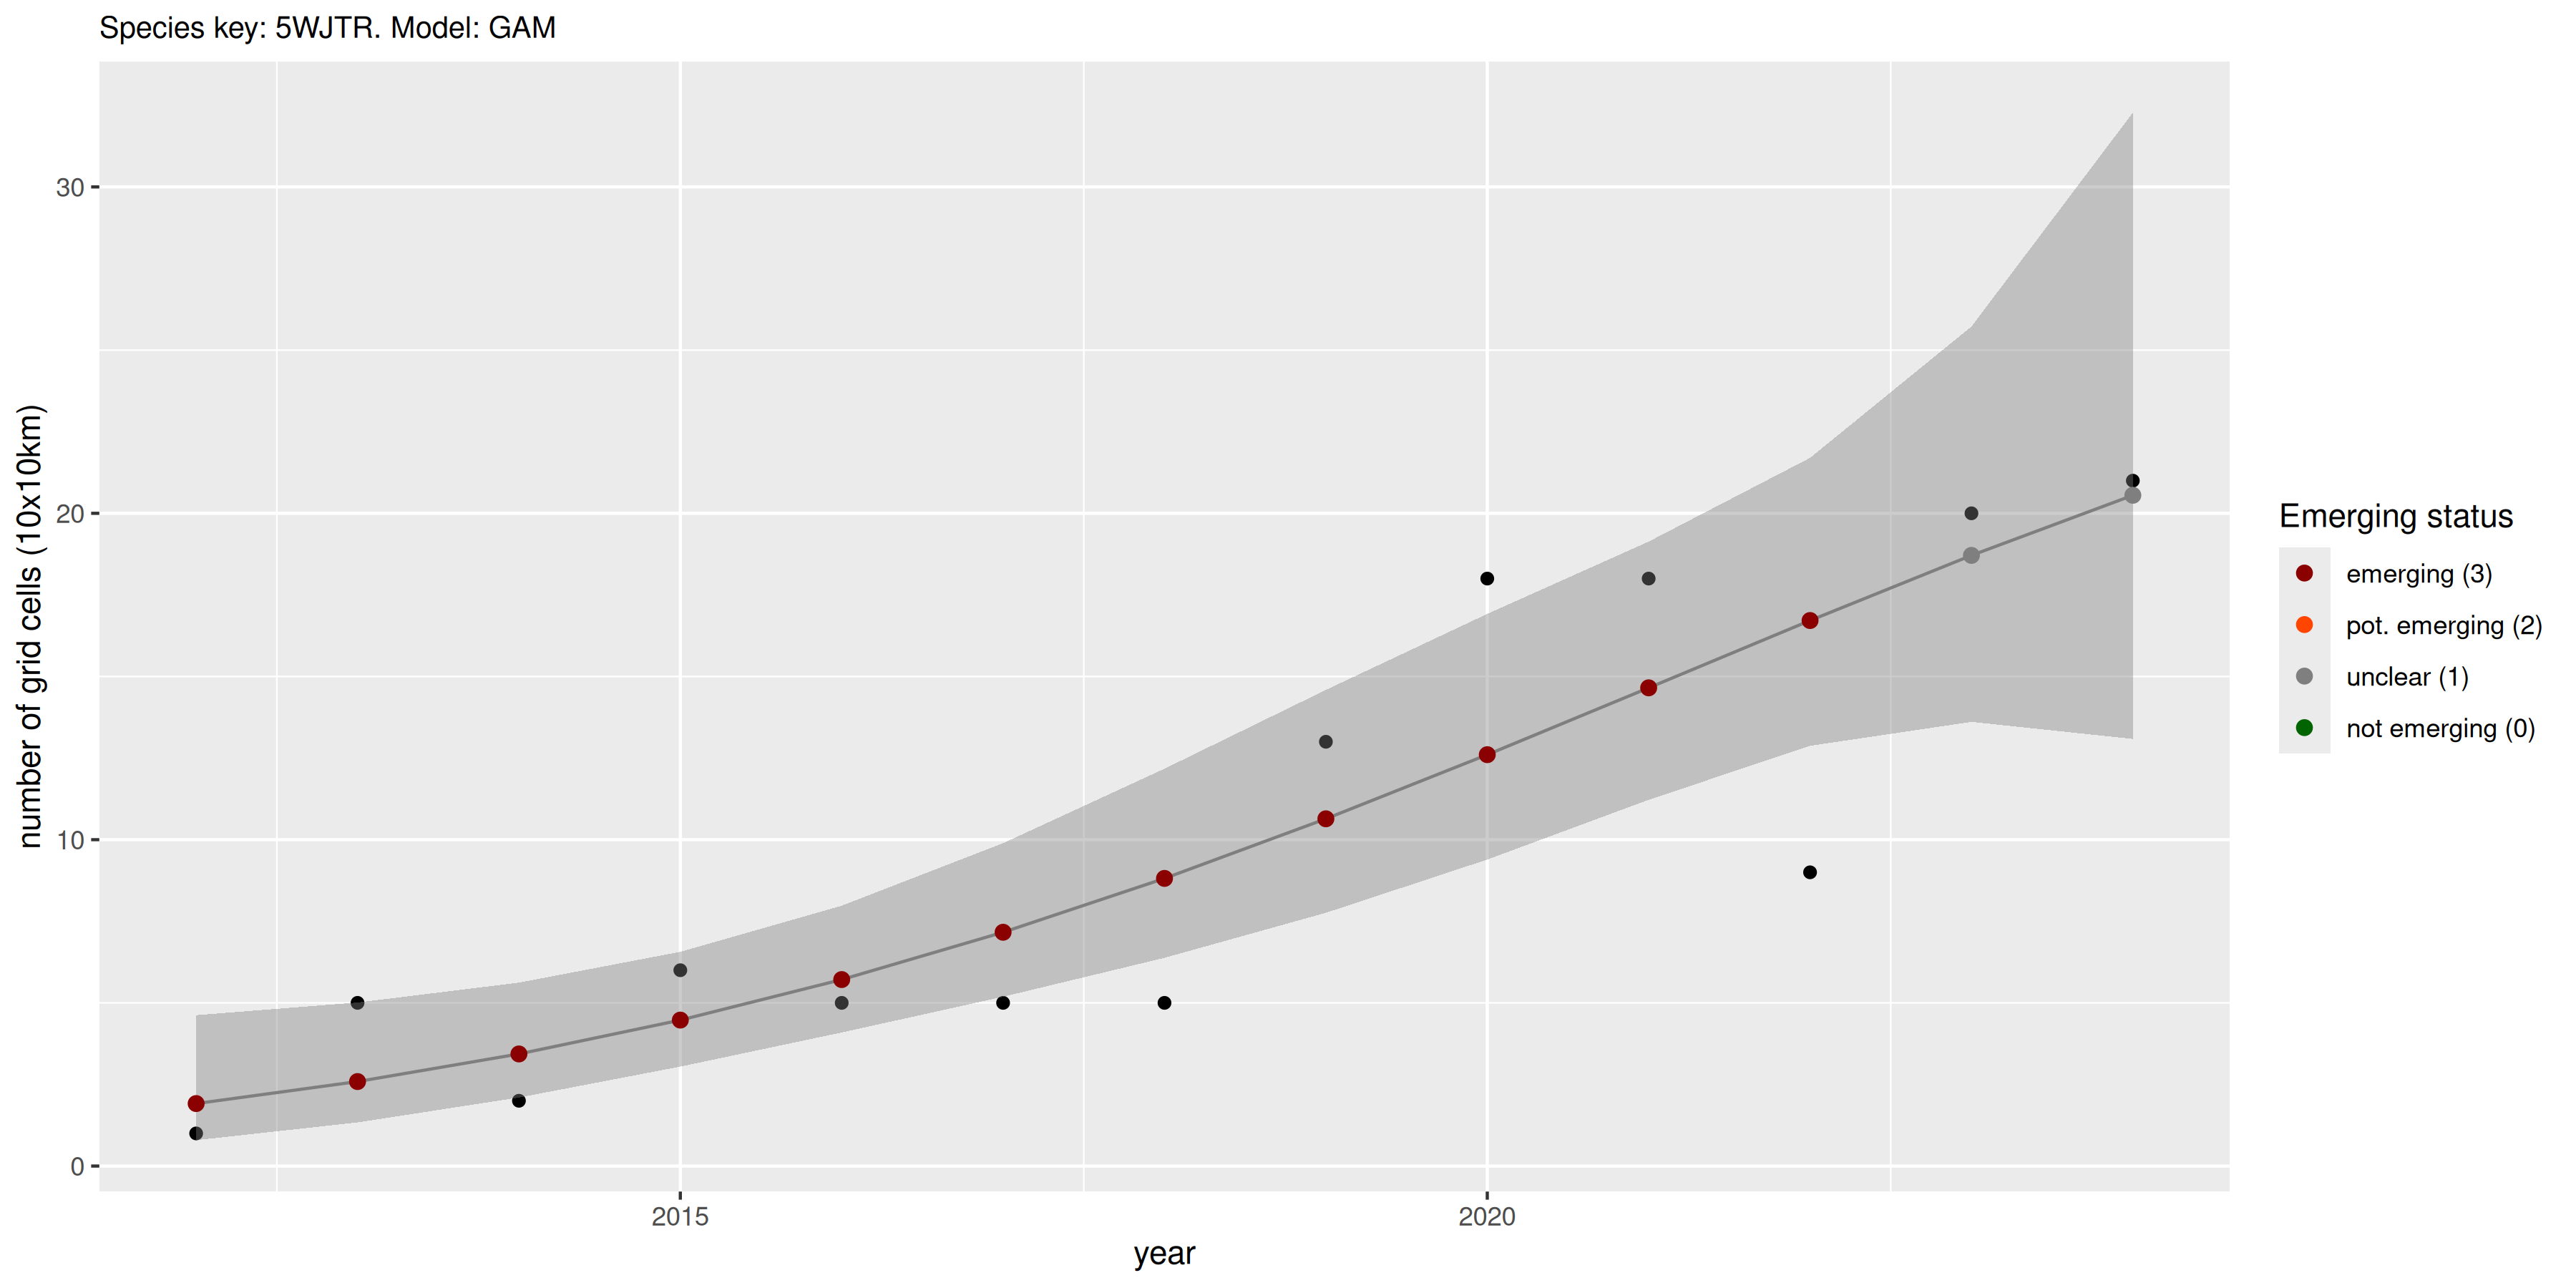 Species key: 5WJTR. Model: GAM
30
20
10
0
number of grid cells (10x10km)
2015
2020
year
Emerging status
emerging (3)
pot. emerging (2)
unclear (1)
not emerging (0)